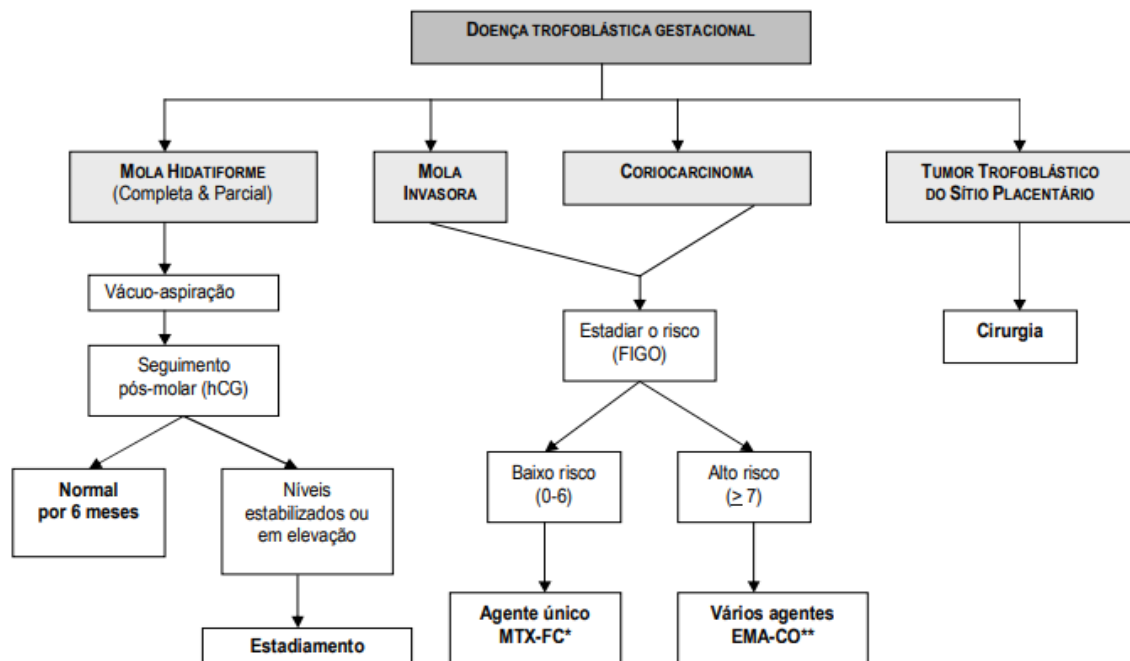 DOENÇA TROFOBLÁSTICA GESTACIONAL
MOLA HIDATIFORME
(Completa & Parcial)
MOLA
INVASORA
CORIOCARCINOMA
TUMOR TROFOBLÁSTICO
DO SÍTIO PLACENTÁRIO
Vácuo-aspiração
Seguimento
pós-molar (hCG)
Normal
por 6 meses
Níveis
estabilizados ou
em elevação
Estadiamento
Estadiar o risco
(FIGO)
Baixo risco
(0-6)
Alto risco
(≥ 7)
Agente único
MTX-FC*
Vários agentes
EMA-CO**
Cirurgia